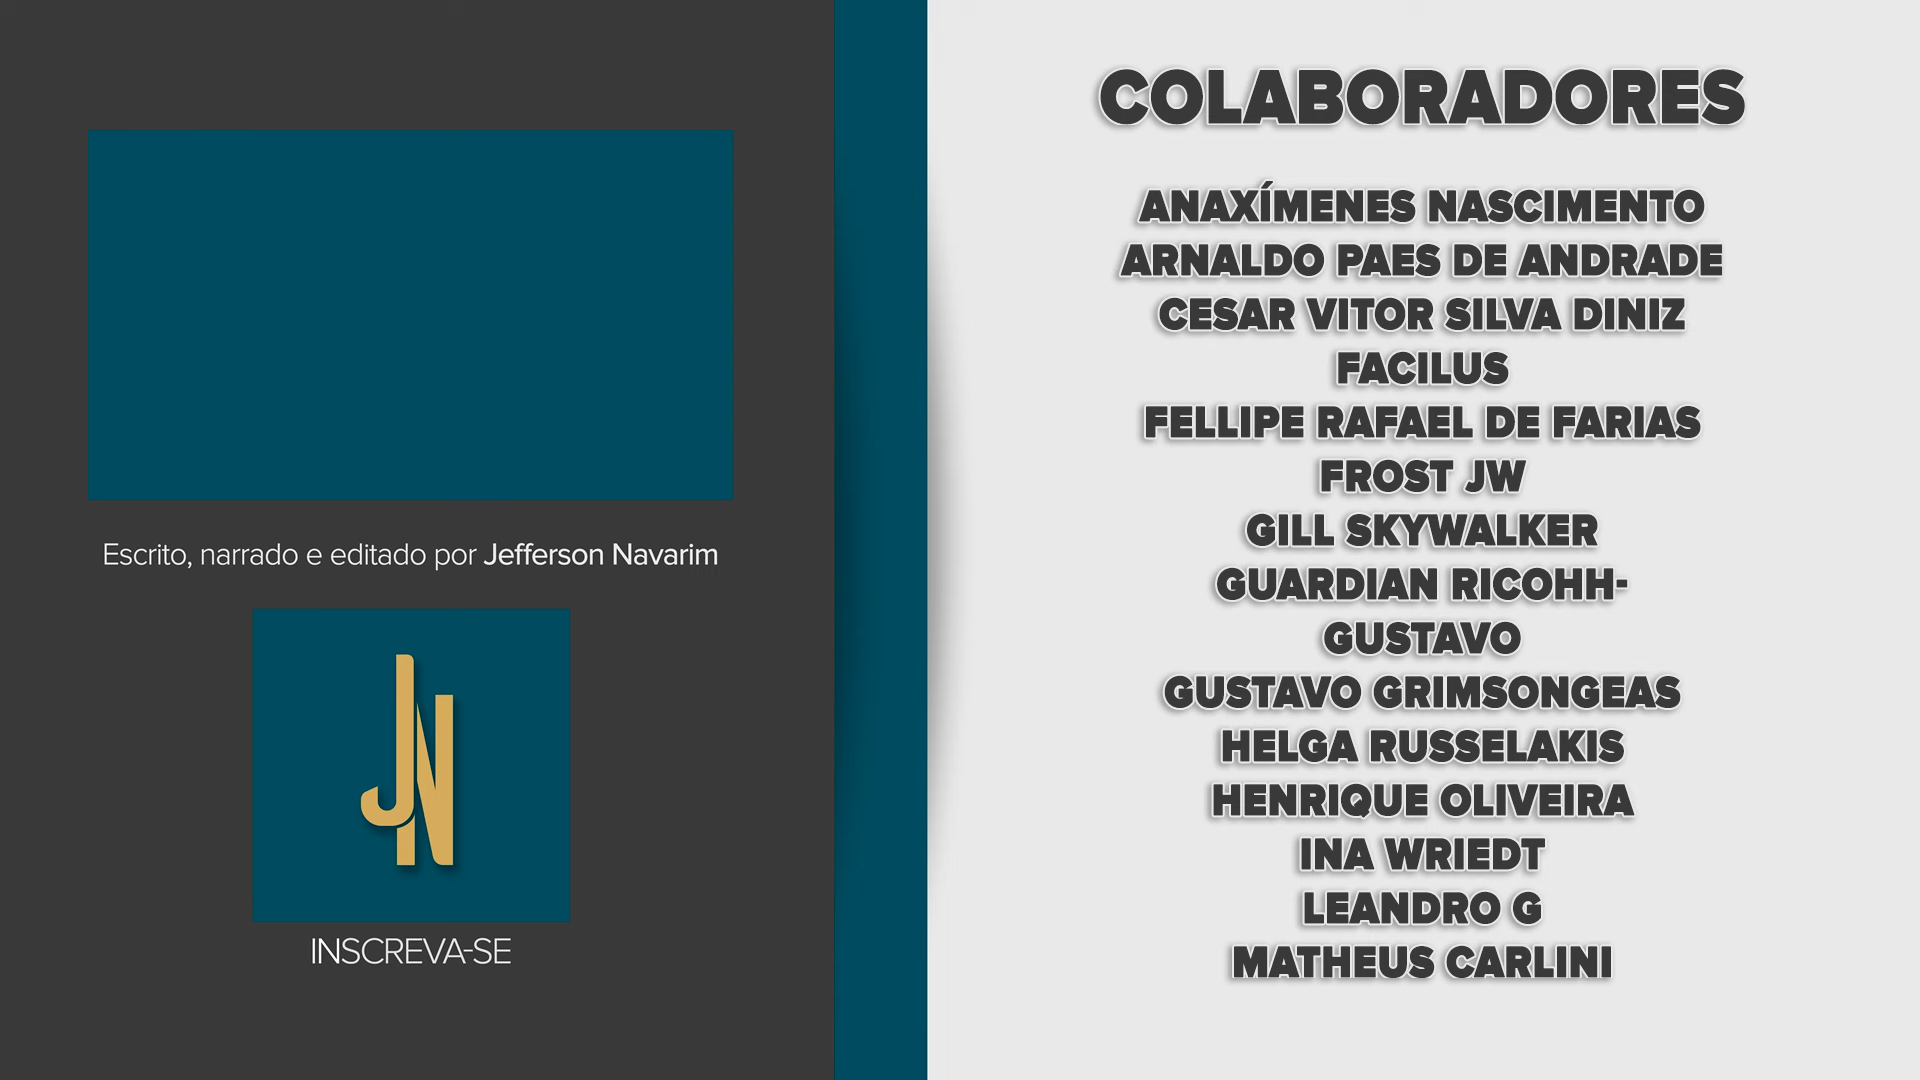 Escrito, narrado e editado por Jefferson Navarim
JN
INSCREVA-SE
COLABORADORES
ANAXÍMENES NASCIMENTO
ARNALDO PAES DE ANDRADE
CESAR VITOR SILVA DINIZ
FACILUS
FELLIPE RAFAEL DE FARIAS
FROST JW
GILL SKYWALKER
GUARDIAN RICOHH-
GUSTAVO
GUSTAVO GRIMSONGEAS
HELGA RUSSELAKIS
HENRIQUE OLIVEIRA
INA WRIEDT
LEANDRO G
MATHEUS CARLINI